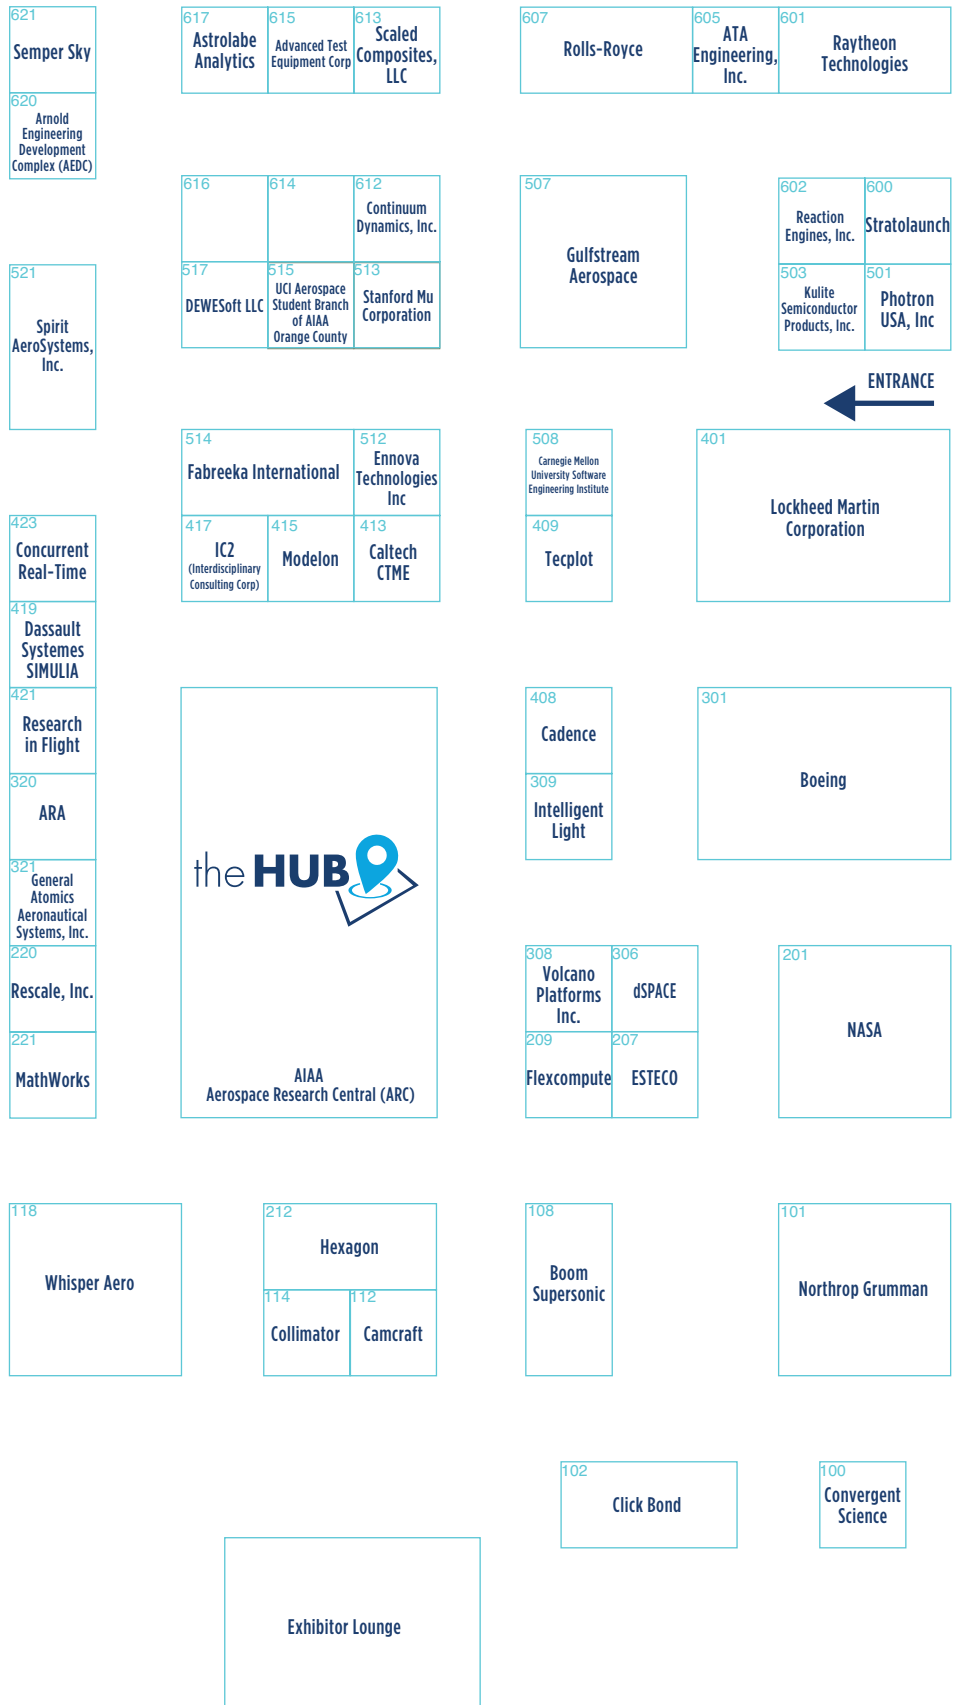 621
Semper Sky
617
Astrolabe
Analytics
615
Advanced Test
Equipment Corp
613
Scaled
Composites,
LLC
607
Rolls-Royce
605
ATA
Engineering,
Inc.
601
Raytheon
Technologies
620
Arnold
Engineering
Development
Complex (AEDC)
616
614
612
Continuum
Dynamics, Inc.
507
Gulfstream
Aerospace
602
Reaction
Engines, Inc.
600
Stratolaunch
521
Spirit
AeroSystems,
Inc.
517
DEWESoft LLC
515
UCI Aerospace
Student Branch
of AIAA
Orange County
513
Stanford Mu
Corporation
503
Kulite
Semiconductor
Products, Inc.
501
Photron
USA, Inc
ENTRANCE
514
Fabreeka International
512
Ennova
Technologies
Inc
508
Carnegie Mellon
University Software
Engineering Institute
401
Lockheed Martin
Corporation
423
Concurrent
Real-Time
417
IC2
(Interdisciplinary
Consulting Corp)
415
Modelon
413
Caltech
CTME
409
Tecplot
419
Dassault
Systemes
SIMULIA
421
Research
in Flight
408
Cadence
301
Boeing
320
ARA
309
Intelligent
Light
the HUB
321
General
Atomics
Aeronautical
Systems, Inc.
220
Rescale, Inc.
308
Volcano
Platforms
Inc.
306
dSPACE
201
NASA
221
MathWorks
AIAA
Aerospace Research Central (ARC)
209
Flexcompute
207
ESTECO
118
Whisper Aero
212
Hexagon
108
Boom
Supersonic
101
Northrop Grumman
114
Collimator
112
Camcraft
102
Click Bond
100
Convergent
Science
Exhibitor Lounge